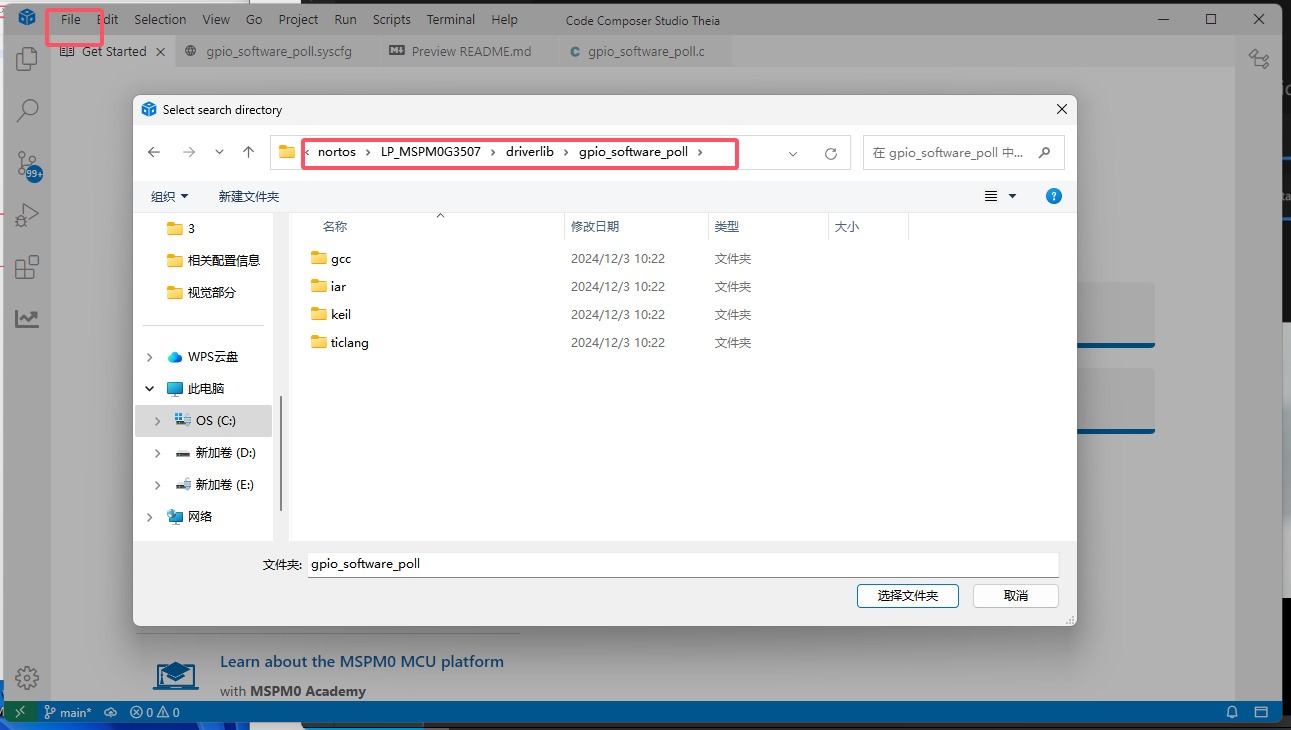 File Edit Selection View Go Project Run Scripts Terminal Help Code Composer Studio Theia
Get Started gpio_software_poll.syscfg Preview README.md gpio_software_poll.c
Select search directory
nortos LP_MSPM0G3507 driverlib gpio_software_poll
在 gpio_software_poll 中...
组织 新建文件夹
名称 修改日期 类型 大小
3
相关配置信息
视觉部分
WPS云盘
此电脑
OS (C:)
新加卷 (D:)
新加卷 (E:)
网络
gcc 2024/12/3 10:22 文件夹
iar 2024/12/3 10:22 文件夹
keil 2024/12/3 10:22 文件夹
ticlang 2024/12/3 10:22 文件夹
文件夹: gpio_software_poll
选择文件夹 取消
99+
Learn about the MSPM0 MCU platform
with MSPM0 Academy
main* 0 0